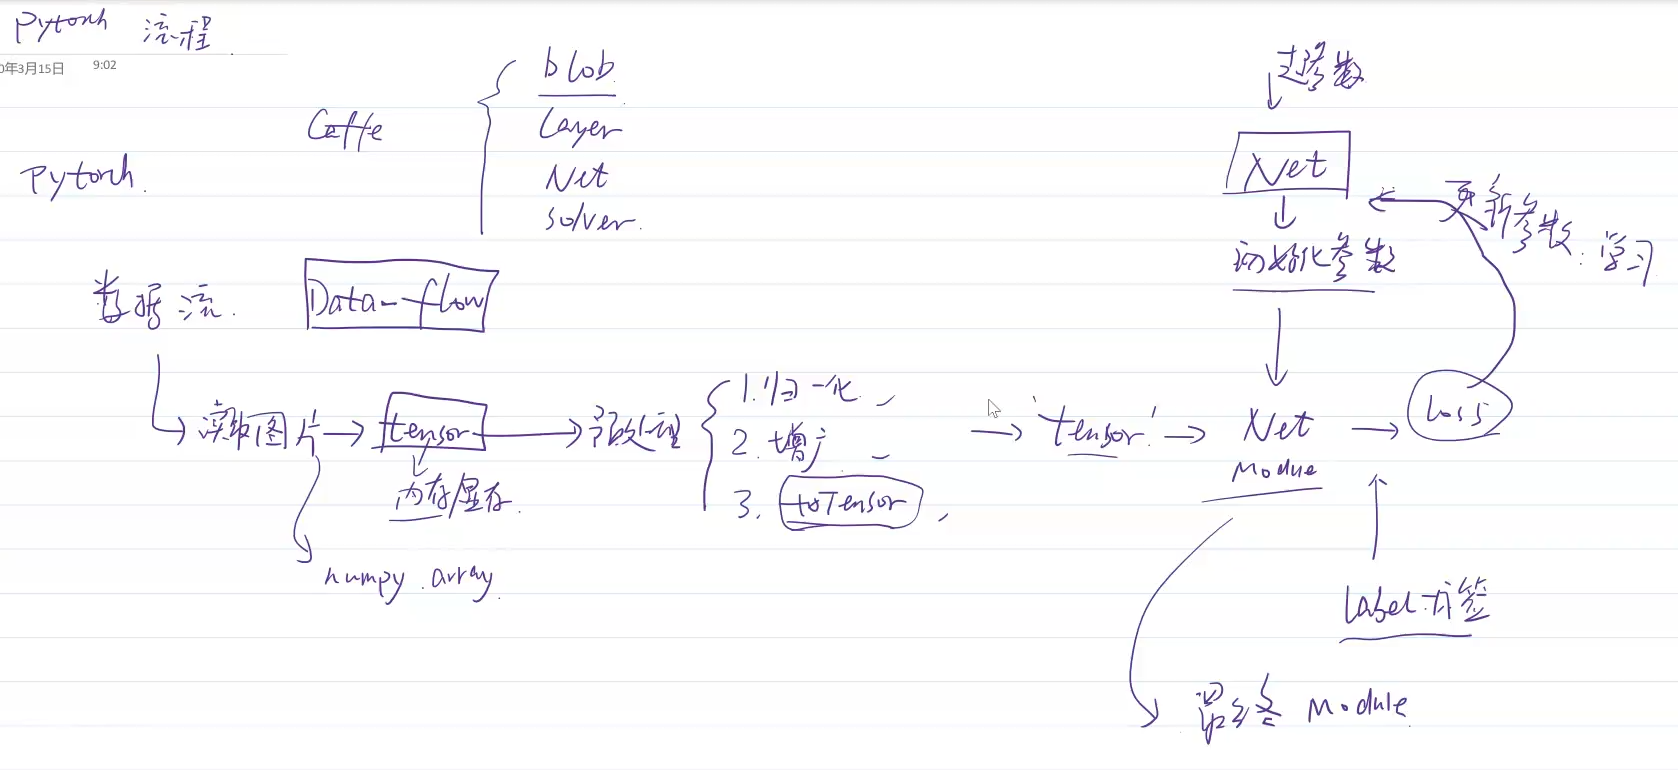 Pytorch 流程.
0年3月15日 9:02
Caffe
blob
Layer
Net
solver.
Pytorch.
数据流.
Data-flow
读取图片
tensor
内存/显存.
numpy.array.
预处理
1.归一化
2.增广
3.toTensor
'tensor'
超参数
Net
初始化参数
更新参数:学习
Net
Modue
Loss
label:标签
最终 Module.